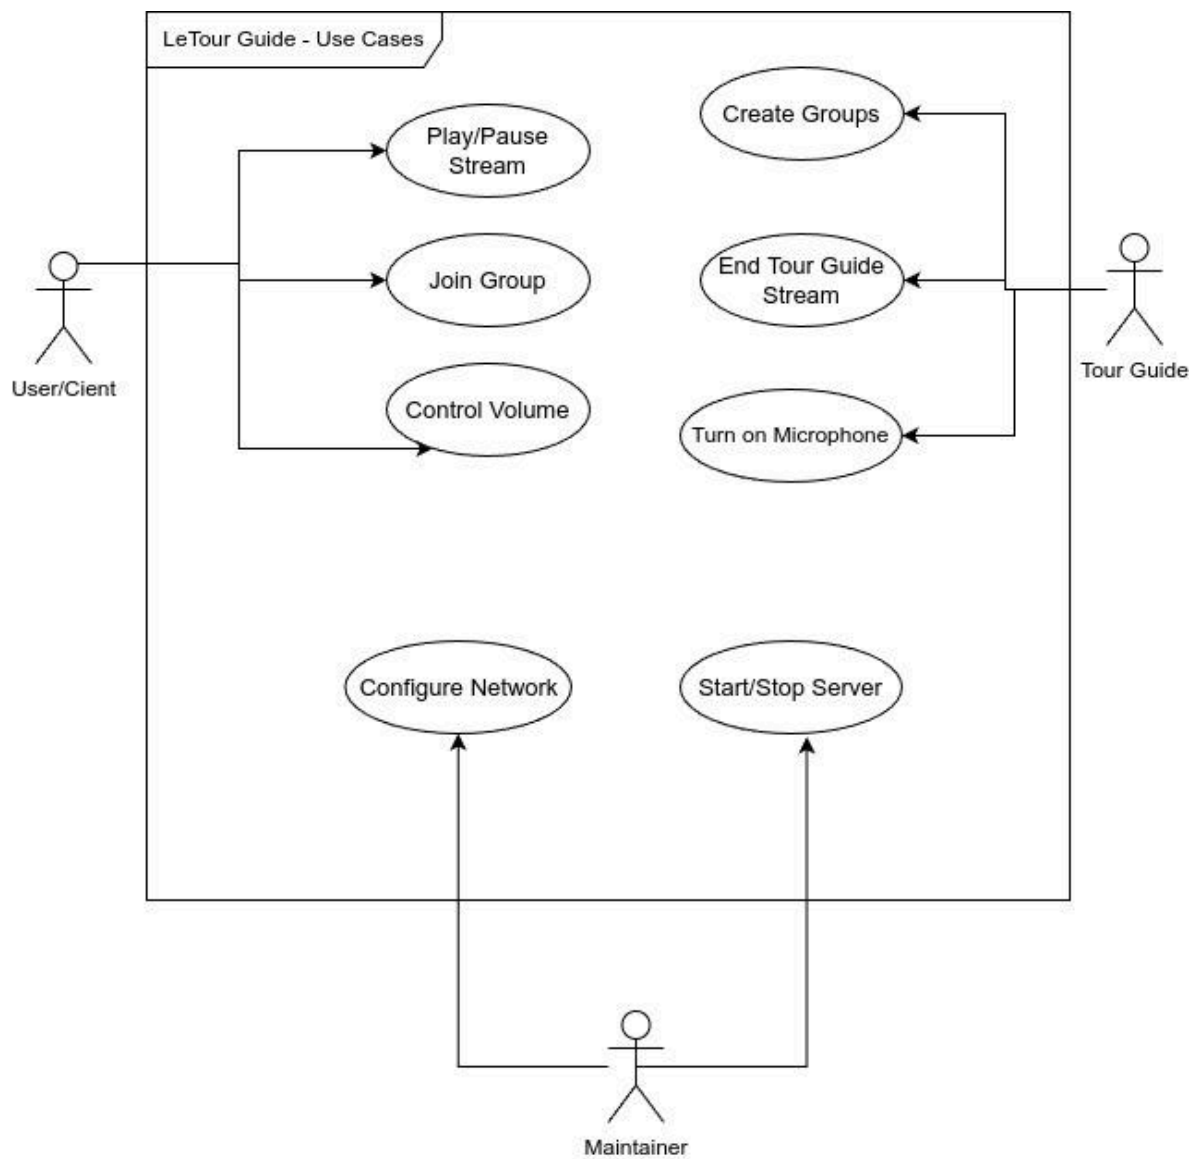 LeTour Guide - Use Cases
Play/Pause
Stream
Create Groups
Join Group
End Tour Guide
Stream
User/Cient
Tour Guide
Control Volume
Turn on Microphone
Configure Network
Start/Stop Server
Maintainer